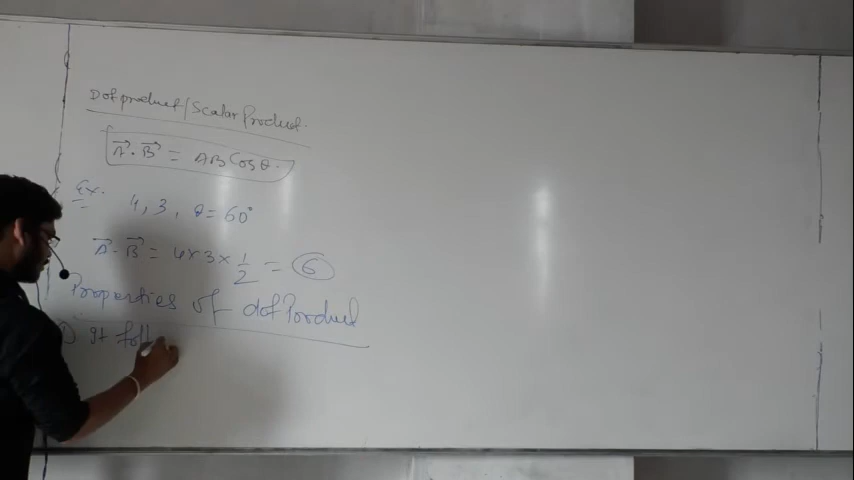 Dot product/Scalar Product.
A⃗·B⃗ = AB Cosθ.
Ex.
4, 3, θ = 60°
A⃗·B⃗ = 4×3×1/2 = 6
Properties of dot Product
① It foll